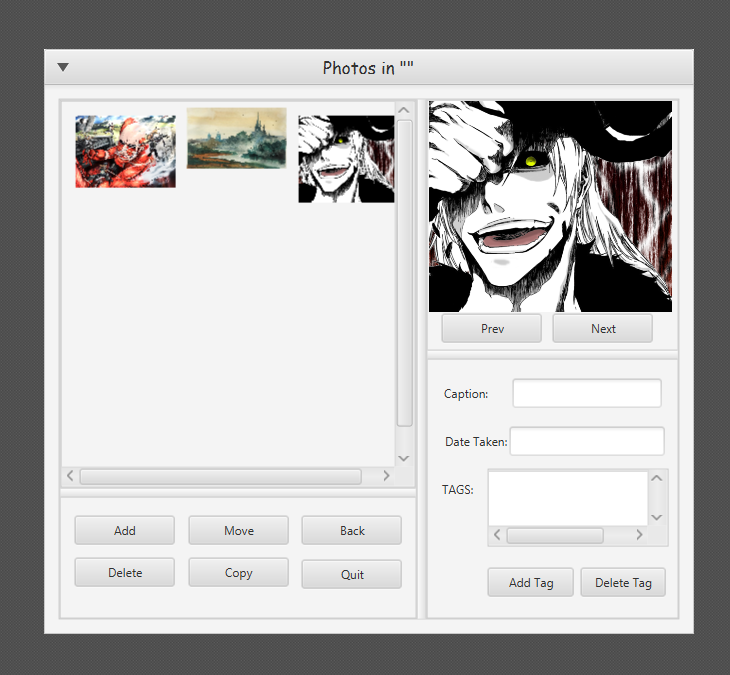 Photos in ""
Prev
Next
Caption:
Date Taken:
TAGS:
Add
Move
Back
Delete
Copy
Quit
Add Tag
Delete Tag